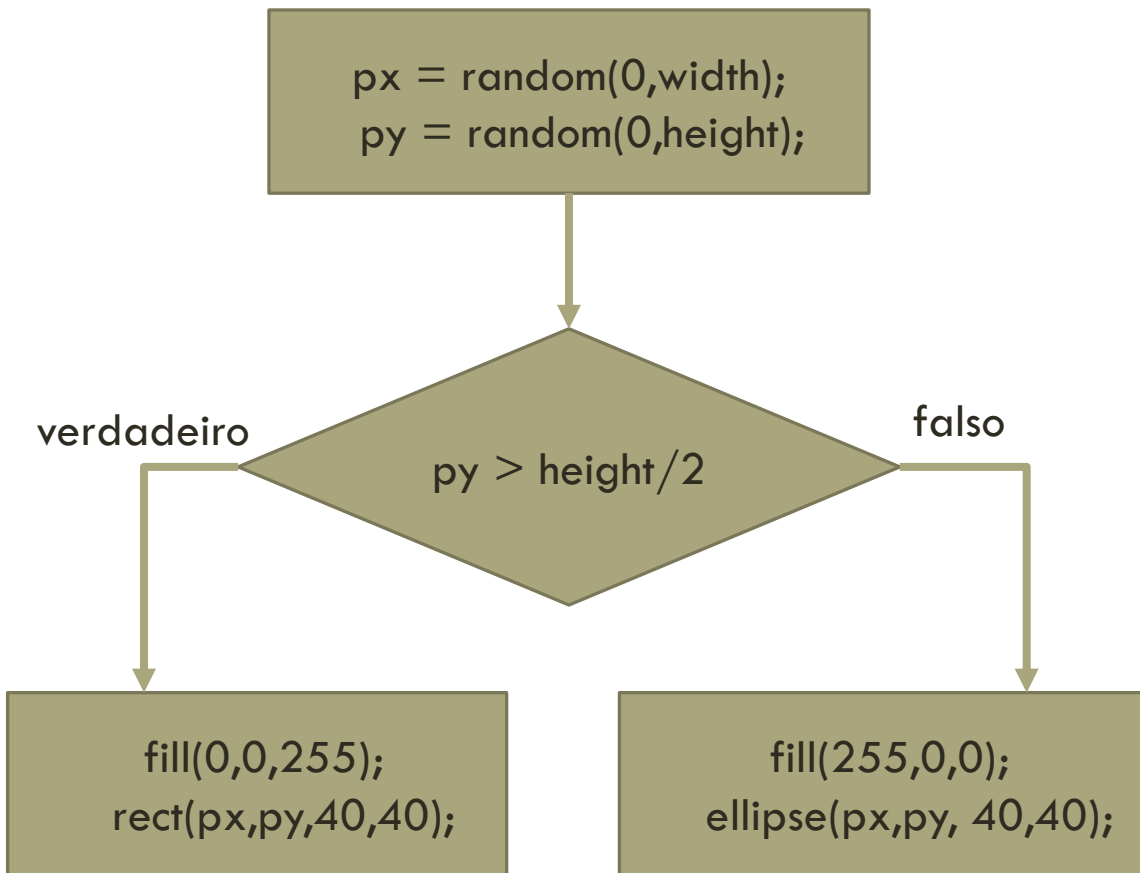 px = random(0,width);
py = random(0,height);
verdadeiro
falso
py > height/2
fill(0,0,255);
rect(px,py,40,40);
fill(255,0,0);
ellipse(px,py, 40,40);